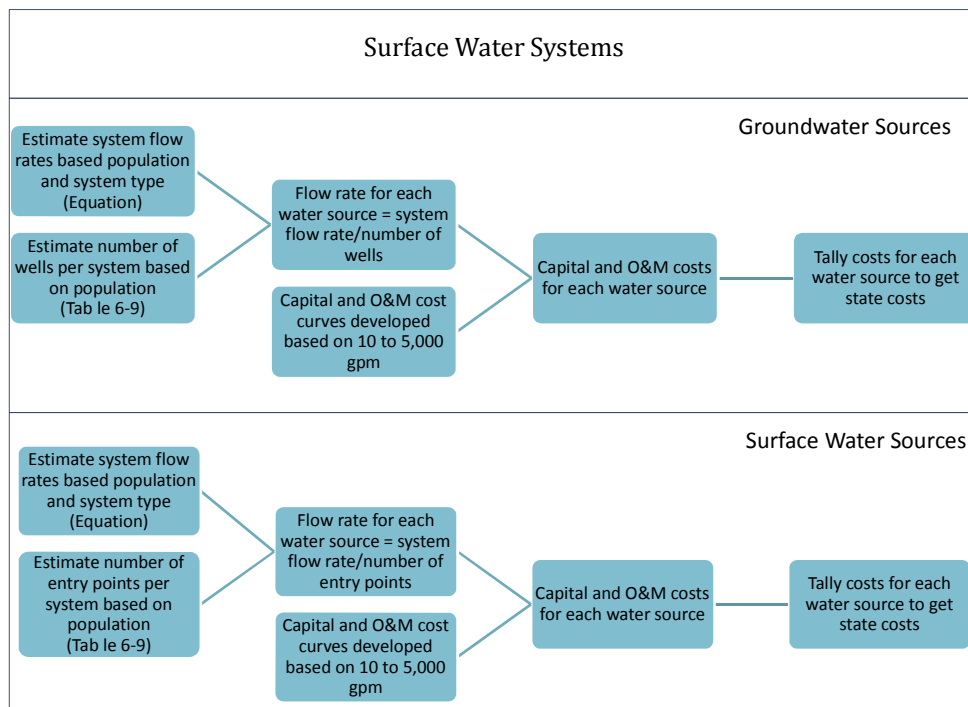 Surface Water Systems
Groundwater Sources
Estimate system flow
rates based population
and system type
(Equation)
Estimate number of
wells per system based
on population
(Tab le 6-9)
Flow rate for each
water source = system
flow rate/number of
wells
Capital and O&M cost
curves developed
based on 10 to 5,000
gpm
Capital and O&M costs
for each water source
Tally costs for each
water source to get
state costs
Surface Water Sources
Estimate system flow
rates based population
and system type
(Equation)
Estimate number of
entry points per
system based on
population
(Tab le 6-9)
Flow rate for each
water source = system
flow rate/number of
entry points
Capital and O&M cost
curves developed
based on 10 to 5,000
gpm
Capital and O&M costs
for each water source
Tally costs for each
water source to get
state costs